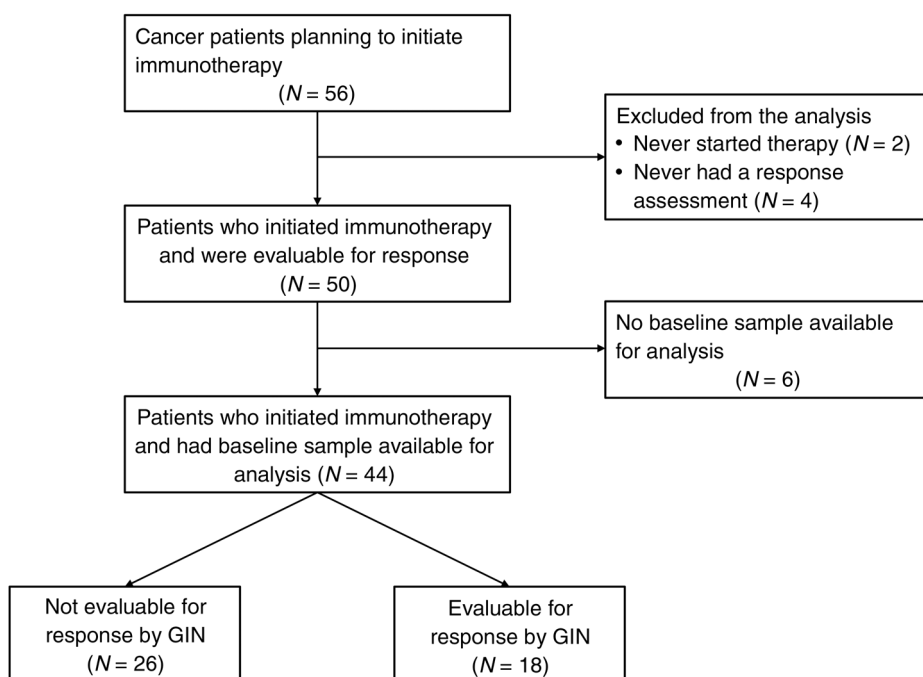 Cancer patients planning to initiate
immunotherapy
(N = 56)
Excluded from the analysis
• Never started therapy (N = 2)
• Never had a response
assessment (N = 4)
Patients who initiated immunotherapy
and were evaluable for response
(N = 50)
No baseline sample available
for analysis
(N = 6)
Patients who initiated immunotherapy
and had baseline sample available for
analysis (N = 44)
Not evaluable for
response by GIN
(N = 26)
Evaluable for
response by GIN
(N = 18)